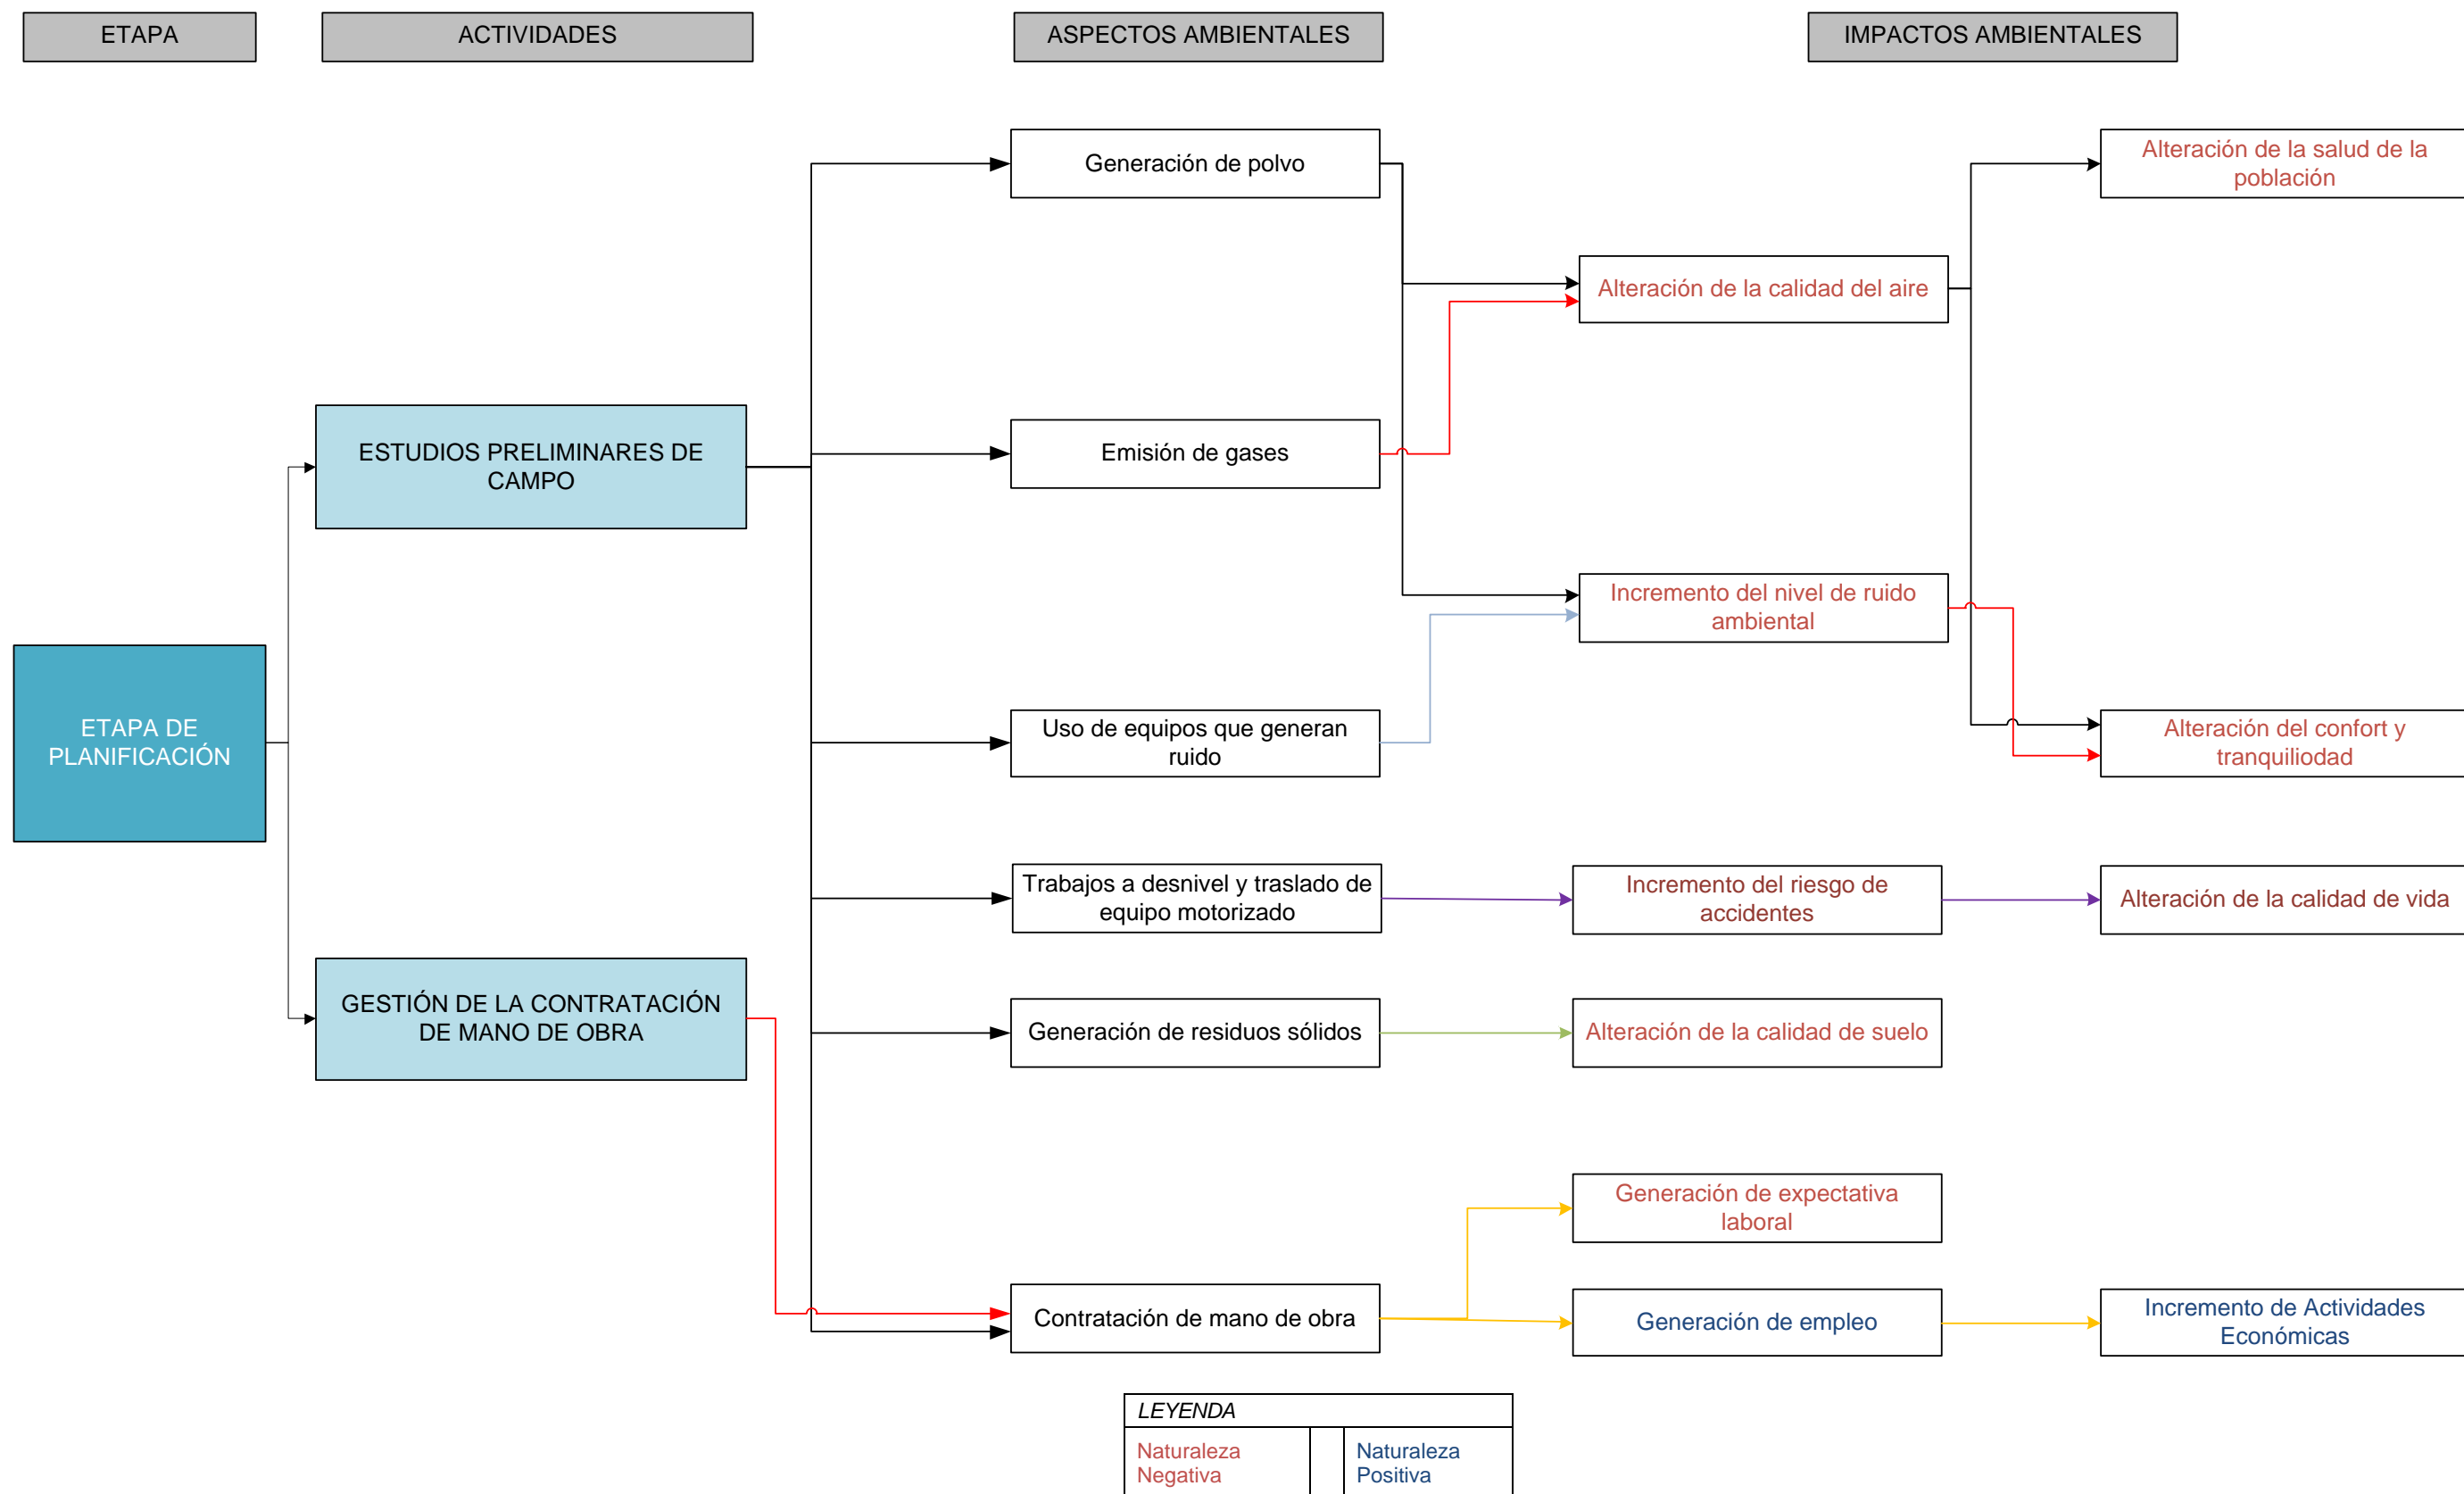 ETAPA
ACTIVIDADES
ASPECTOS AMBIENTALES
IMPACTOS AMBIENTALES
Generación de polvo
Alteración de la salud de la
población
Alteración de la calidad del aire
ESTUDIOS PRELIMINARES DE
CAMPO
Emisión de gases
Incremento del nivel de ruido
ambiental
ETAPA DE
PLANIFICACIÓN
Uso de equipos que generan
ruido
Alteración del confort y
tranquiliodad
Trabajos a desnivel y traslado de
equipo motorizado
Incremento del riesgo de
accidentes
Alteración de la calidad de vida
GESTIÓN DE LA CONTRATACIÓN
DE MANO DE OBRA
Generación de residuos sólidos
Alteración de la calidad de suelo
Generación de expectativa
laboral
Contratación de mano de obra
Generación de empleo
Incremento de Actividades
Económicas
LEYENDA
Naturaleza
Negativa
Naturaleza
Positiva